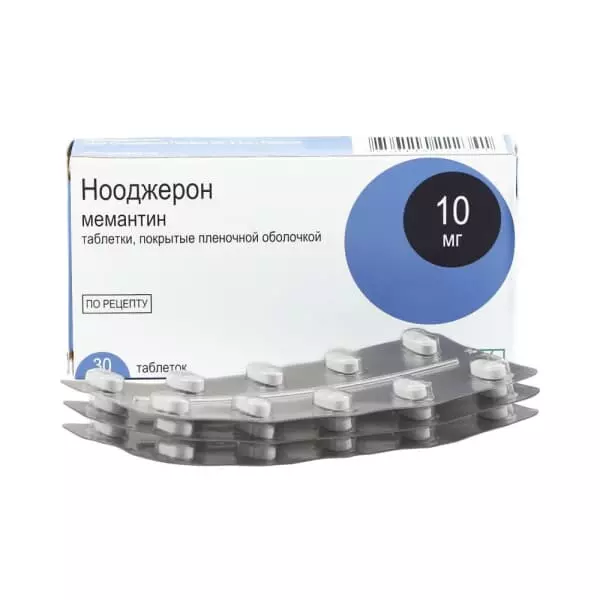 Нооджерон
мемантин
таблетки, покрытые пленочной оболочкой
10
мг
ПО РЕЦЕПТУ
30 таблеток